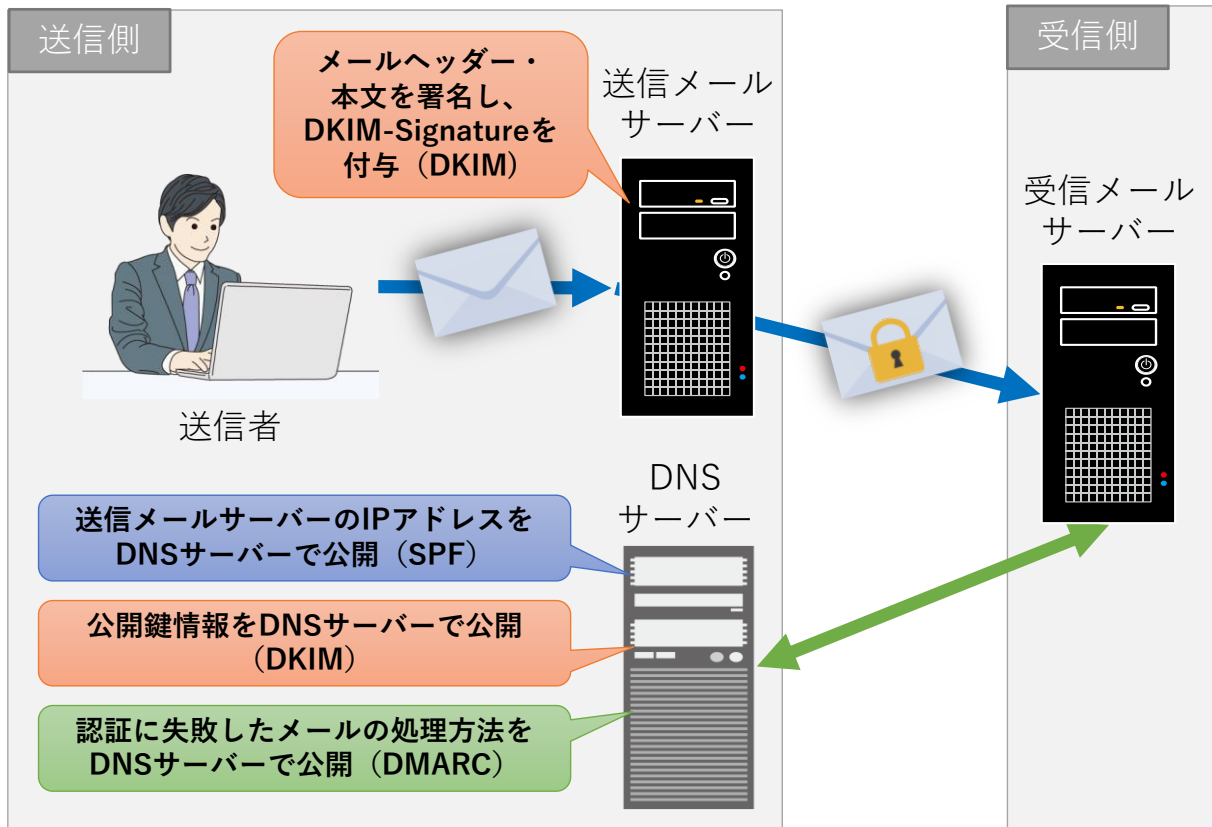 送信側
メールヘッダー・
本文を署名し、
DKIM-Signatureを
付与（DKIM）
送信メール
サーバー
受信側
受信メール
サーバー
送信者
DNS
サーバー
送信メールサーバーのIPアドレスを
DNSサーバーで公開（SPF）
公開鍵情報をDNSサーバーで公開
（DKIM）
認証に失敗したメールの処理方法を
DNSサーバーで公開（DMARC）